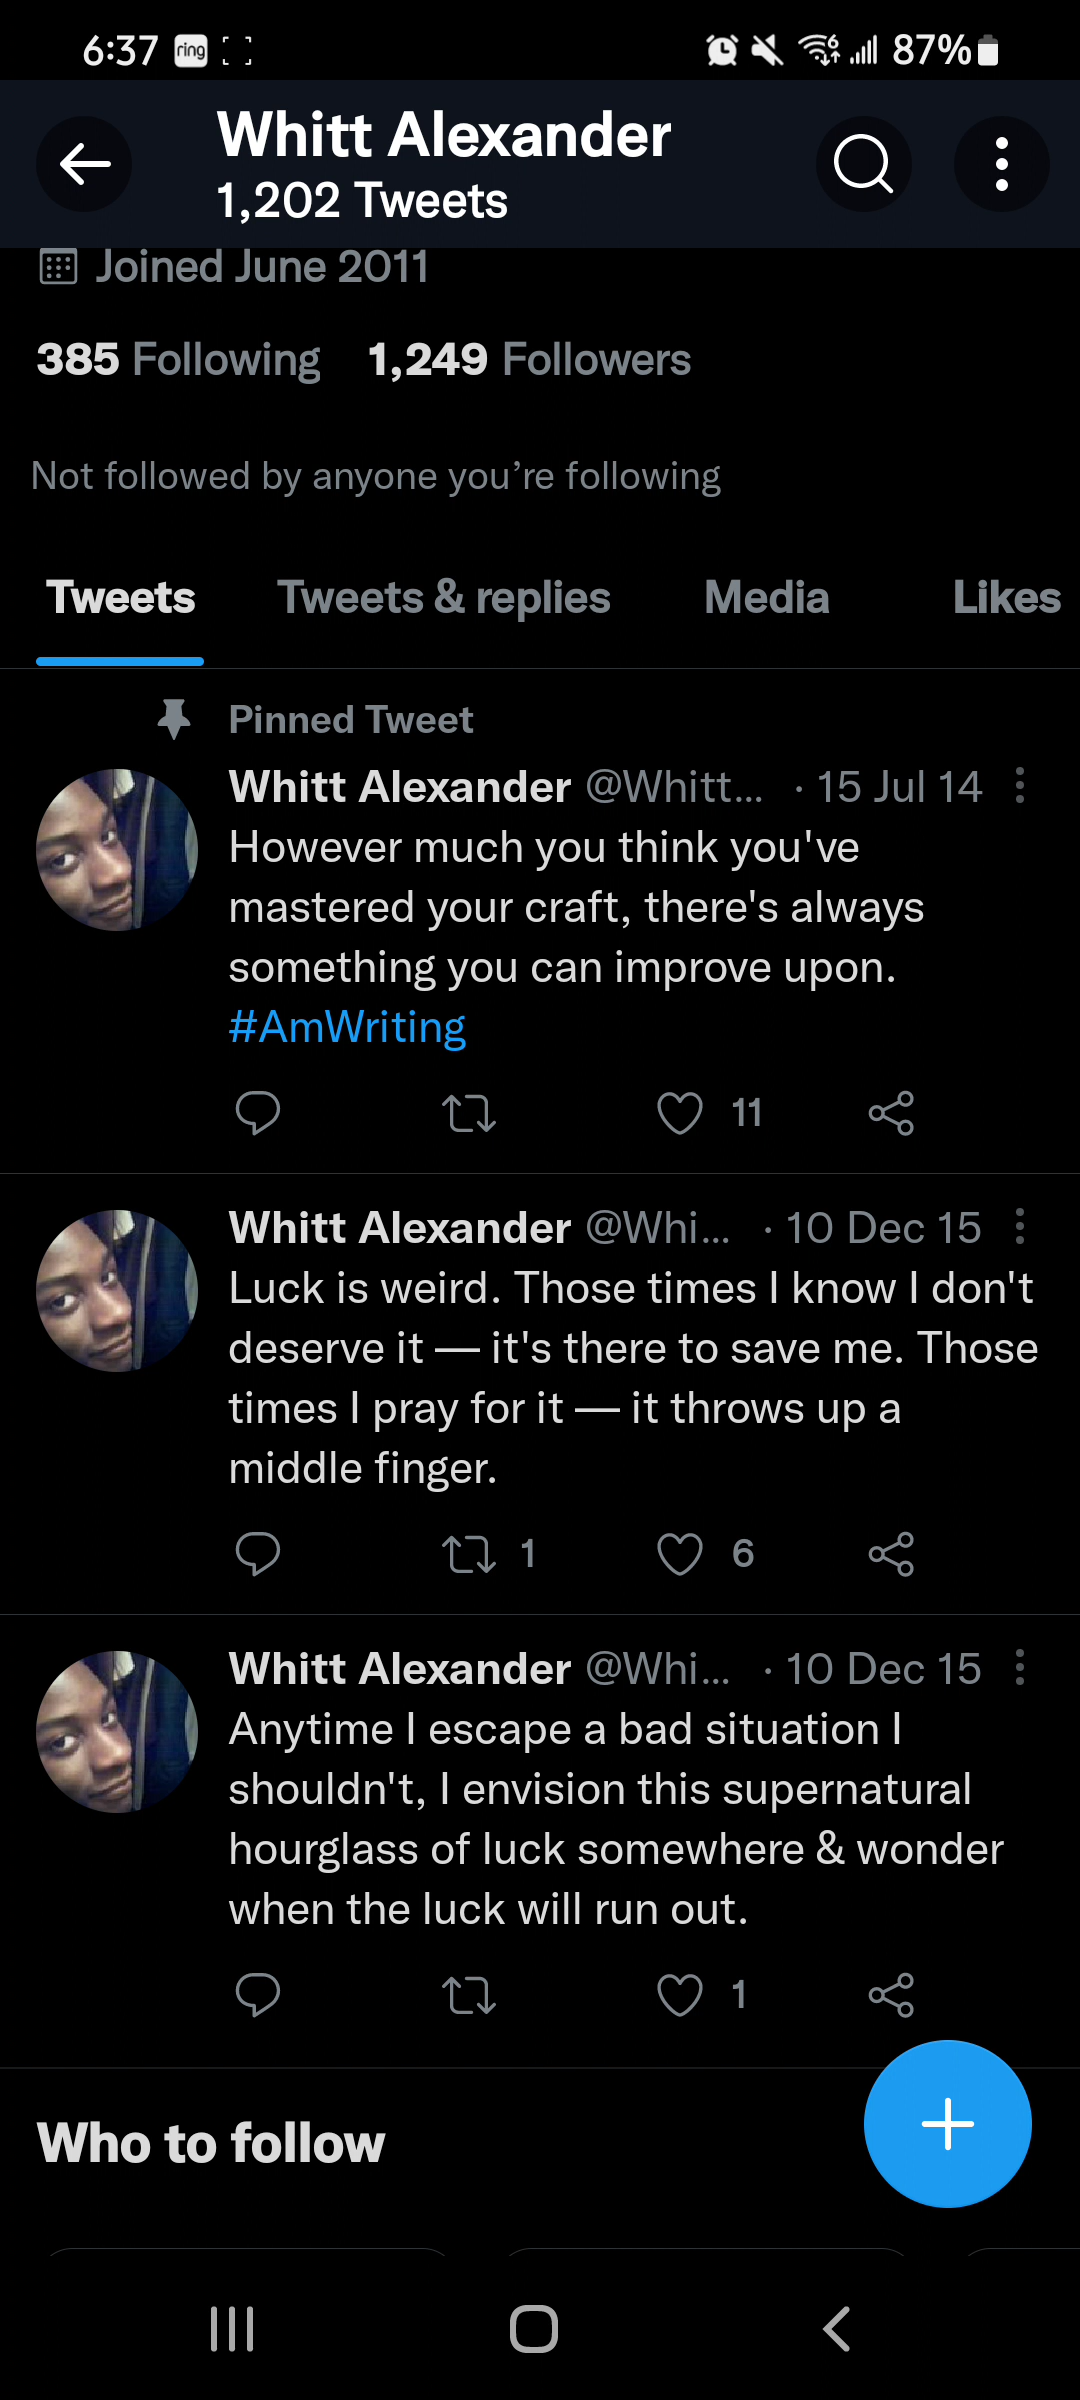 6:37 ring 6 87%
Whitt Alexander
1,202 Tweets
Joined June 2011
385 Following 1,249 Followers
Not followed by anyone you’re following
Tweets Tweets & replies Media Likes
Pinned Tweet
Whitt Alexander @Whitt... · 15 Jul 14
However much you think you've
mastered your craft, there's always
something you can improve upon.
#AmWriting
11
Whitt Alexander @Whi... · 10 Dec 15
Luck is weird. Those times I know I don't
deserve it — it's there to save me. Those
times I pray for it — it throws up a
middle finger.
1 6
Whitt Alexander @Whi... · 10 Dec 15
Anytime I escape a bad situation I
shouldn't, I envision this supernatural
hourglass of luck somewhere & wonder
when the luck will run out.
1
Who to follow